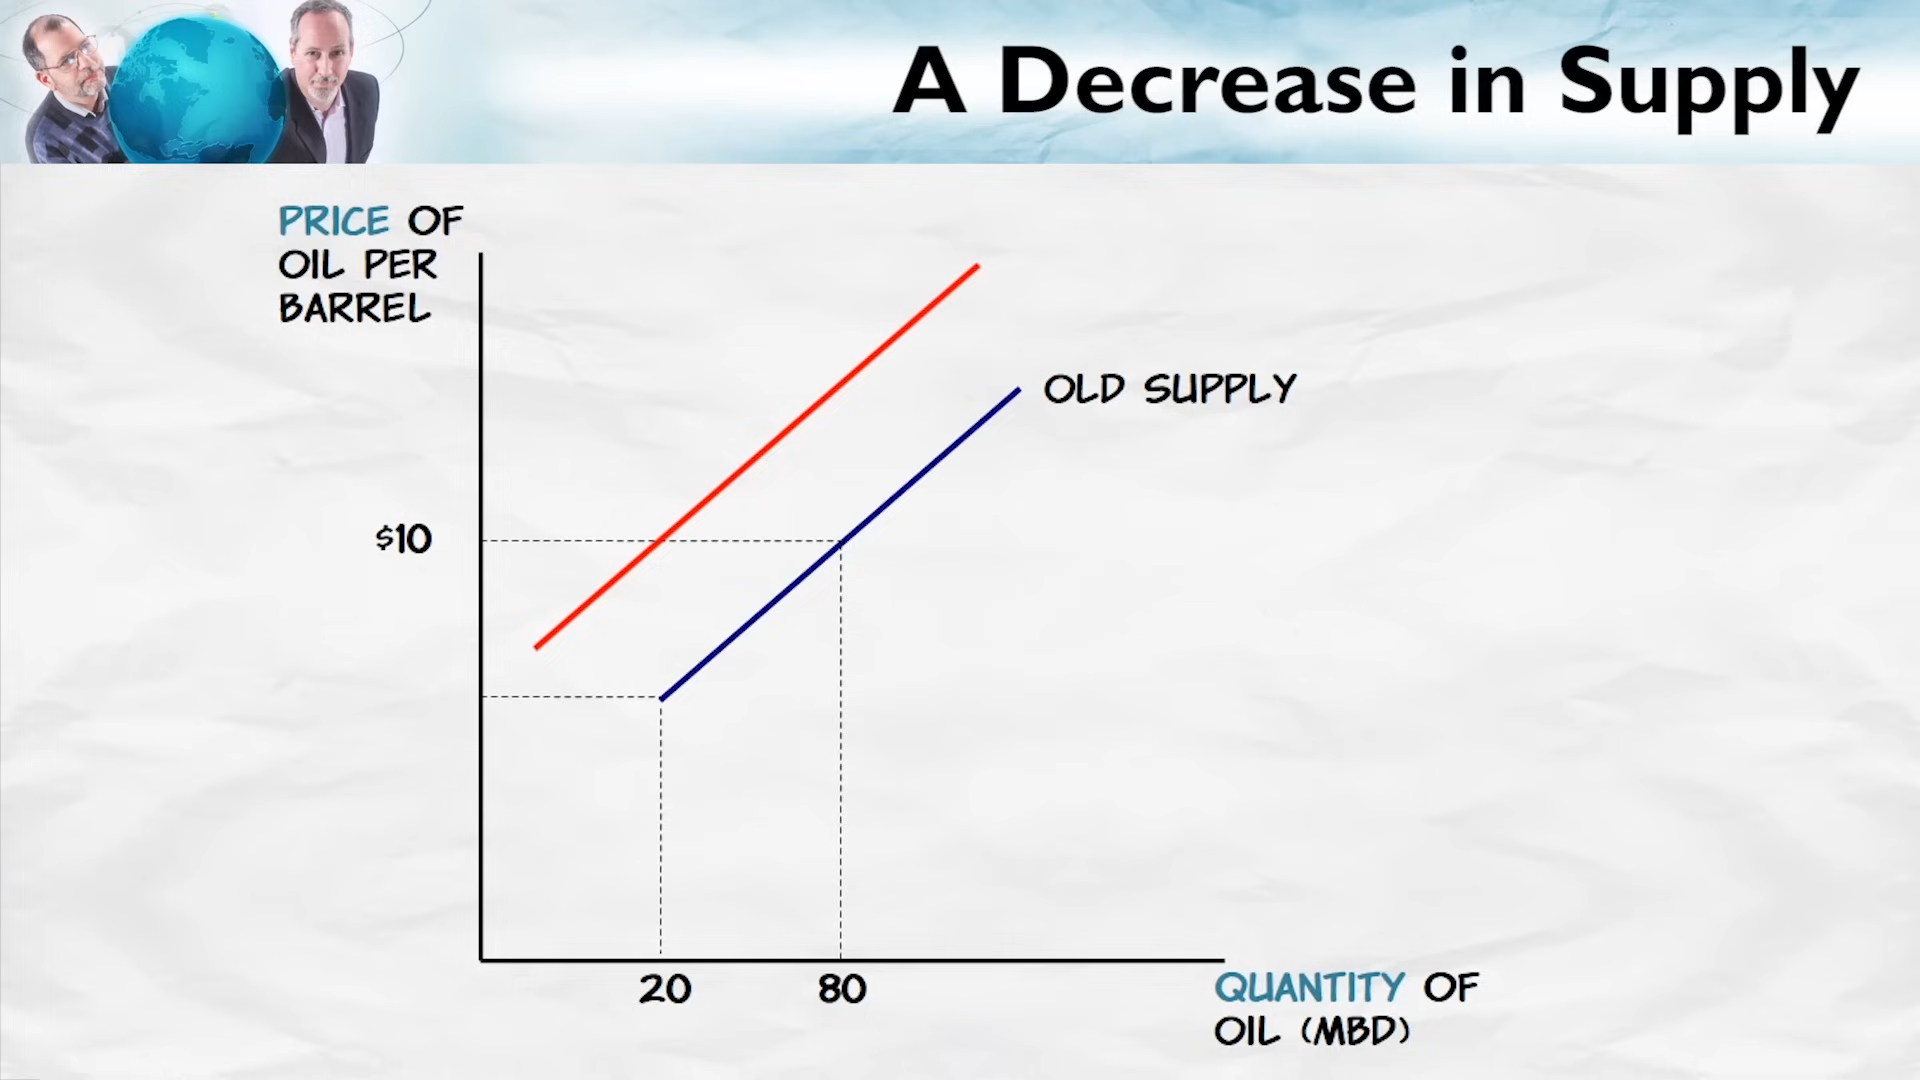 A Decrease in Supply
PRICE OF
OIL PER
BARREL
OLD SUPPLY
$10
20
80
QUANTITY OF
OIL (MBD)